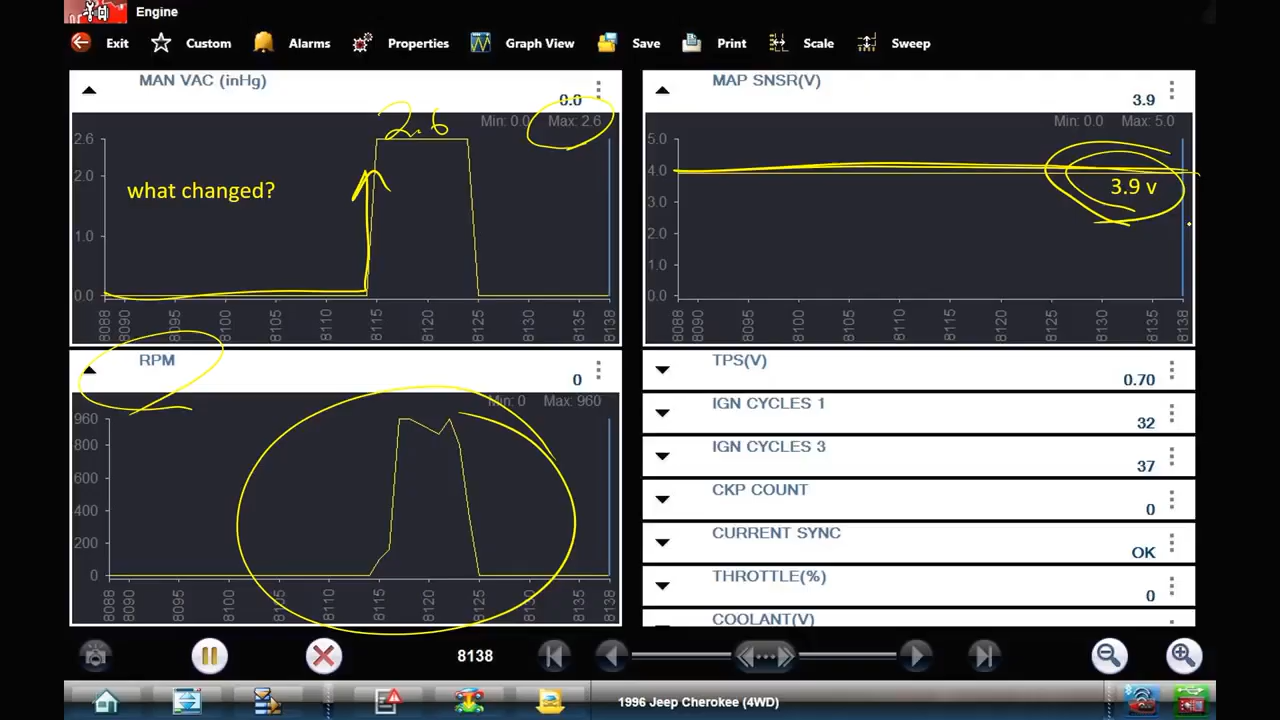 Engine
Exit
Custom
Alarms
Properties
Graph View
Save
Print
Scale
Sweep
MAN VAC (inHg)
0.0
Min: 0.0 Max: 2.6
2.6
2.6
2.0
1.0
0.0
what changed?
8088 8090 8095 8100 8105 8110 8115 8120 8125 8130 8135 8138
MAP SNSR(V)
3.9
Min: 0.0 Max: 5.0
5.0
4.0
3.0
2.0
1.0
0.0
3.9 v
8088 8090 8095 8100 8105 8110 8115 8120 8125 8130 8135 8138
RPM
0
Min: 0 Max: 960
960
800
600
400
200
0
8088 8090 8095 8100 8105 8110 8115 8120 8125 8130 8135 8138
TPS(V)
0.70
IGN CYCLES 1
32
IGN CYCLES 3
37
CKP COUNT
0
CURRENT SYNC
OK
THROTTLE(%)
0
COOLANT(V)
8138
1996 Jeep Cherokee (4WD)